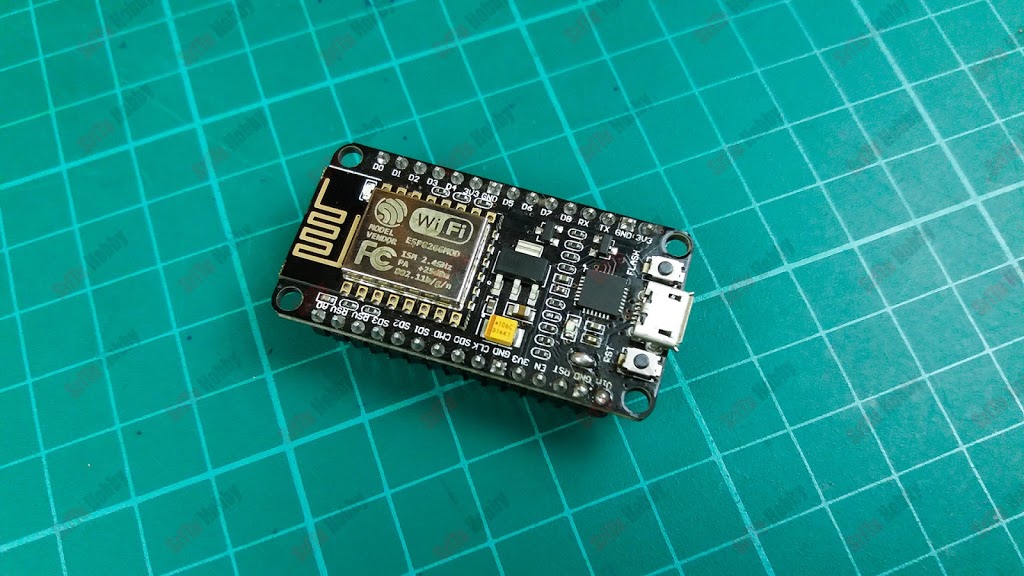 D0 D1 D2 D3 D4 3V3 GND D5 D6 D7 D8 RX TX GND 3V3
WiFi
MODEL
VENDOR
ESP8266MOD
ISM 2.4GHz
PA +25dBm
802.11b/g/n
FC
RSV RSV SD3 SD2 SD1 CMD SD0 CLK GND 3V3 EN RST GND Vin
RST
Hobby